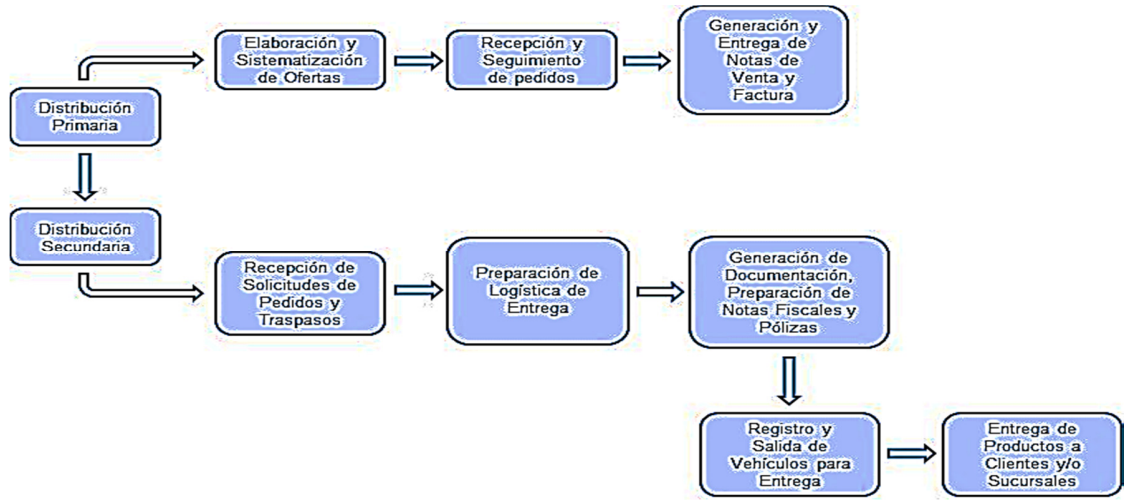 Elaboración y
Sistematización
de Ofertas
Recepción y
Seguimiento
de pedidos
Generación y
Entrega de
Notas de
Venta y
Factura
Distribución
Primaria
Distribución
Secundaria
Recepción de
Solicitudes de
Pedidos y
Traspasos
Preparación de
Logística de
Entrega
Generación de
Documentación,
Preparación de
Notas Fiscales y
Pólizas
Registro y
Salida de
Vehículos para
Entrega
Entrega de
Productos a
Clientes y/o
Sucursales